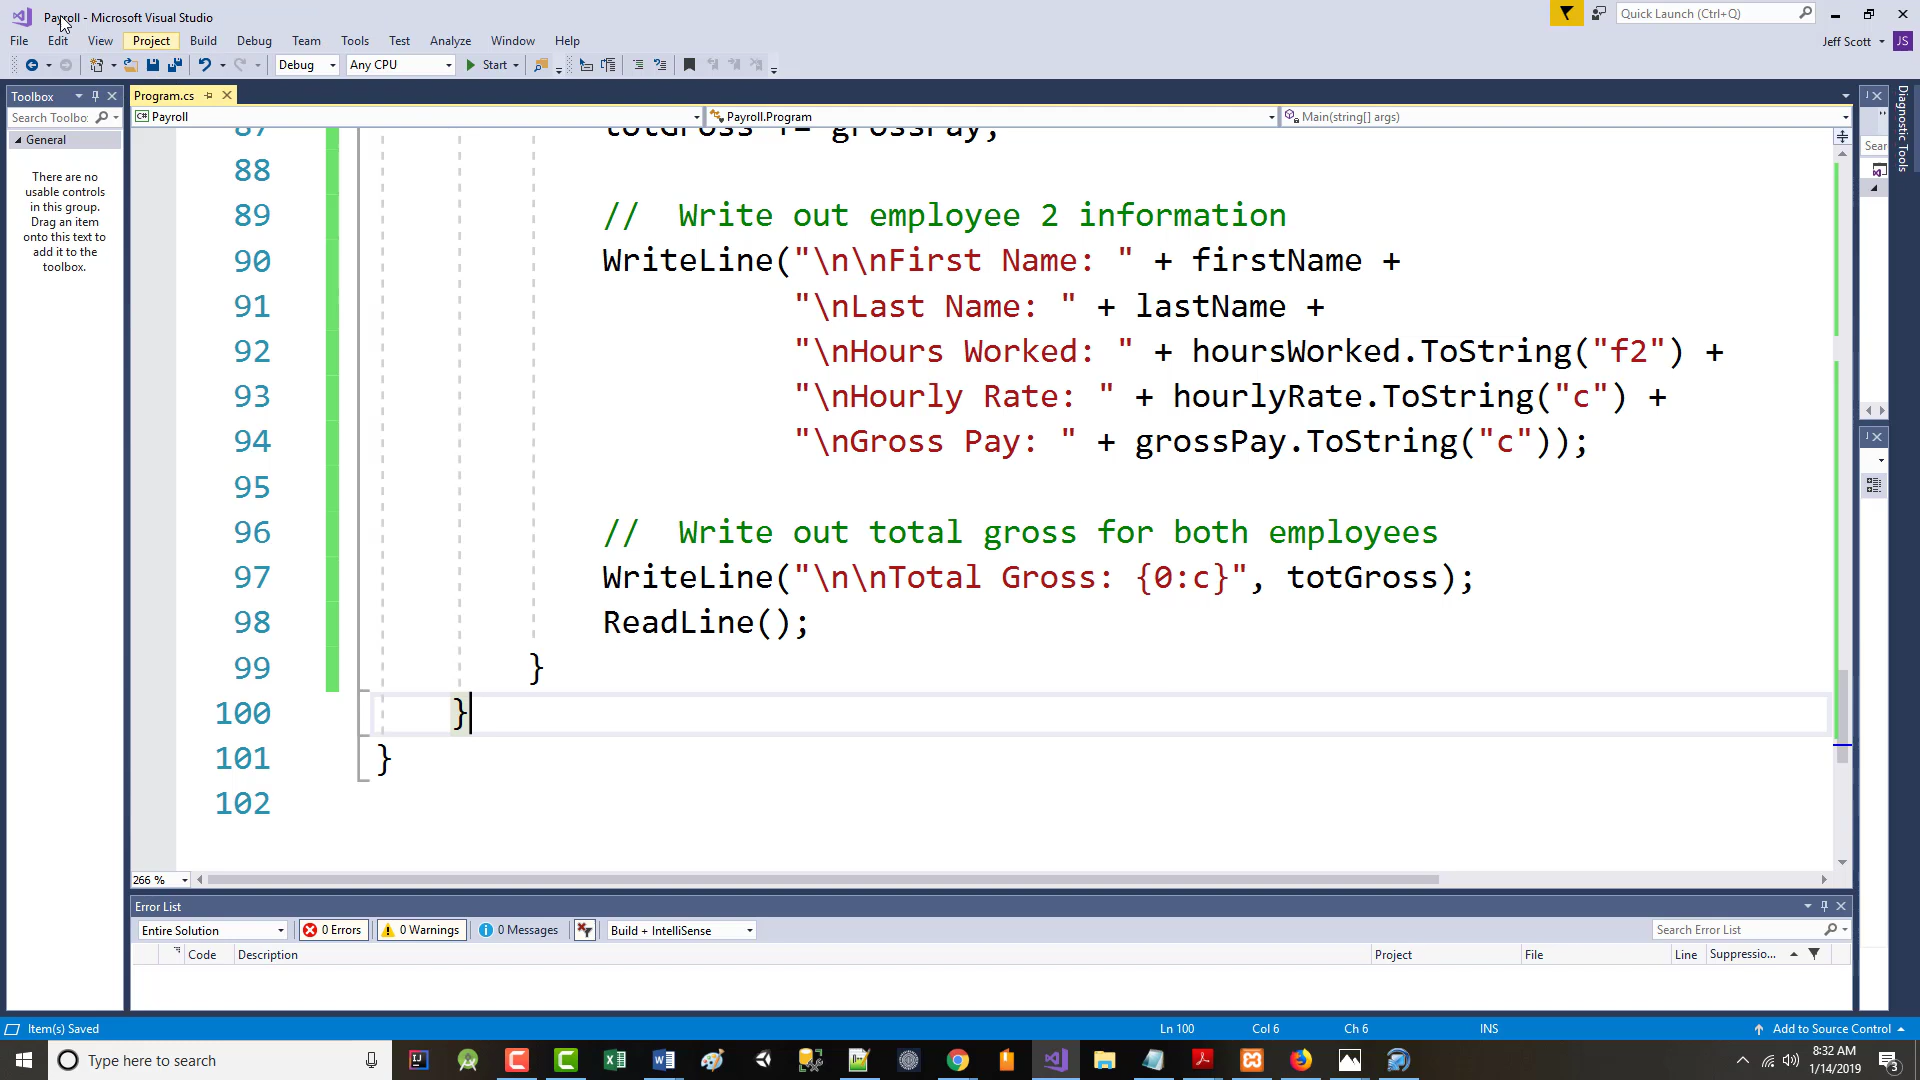 Payroll - Microsoft Visual Studio
Quick Launch (Ctrl+Q)
File Edit View Project Build Debug Team Tools Test Analyze Window Help
Jeff Scott JS
Debug Any CPU Start
Toolbox
Program.cs
Search Toolbo
C# Payroll
Payroll.Program
Main(string[] args)
General
There are no usable controls in this group. Drag an item onto this text to add it to the toolbox.
Diagnostic Tools
Sear
87 totGross += grossPay;
88
89 // Write out employee 2 information
90 WriteLine("\n\nFirst Name: " + firstName +
91 "\nLast Name: " + lastName +
92 "\nHours Worked: " + hoursWorked.ToString("f2") +
93 "\nHourly Rate: " + hourlyRate.ToString("c") +
94 "\nGross Pay: " + grossPay.ToString("c"));
95
96 // Write out total gross for both employees
97 WriteLine("\n\nTotal Gross: {0:c}", totGross);
98 ReadLine();
99 }
100 }
101 }
102
266 %
Error List
Entire Solution 0 Errors 0 Warnings 0 Messages Build + IntelliSense Search Error List
Code Description Project File Line Suppressio...
Item(s) Saved Ln 100 Col 6 Ch 6 INS Add to Source Control
Type here to search
8:32 AM
1/14/2019
3